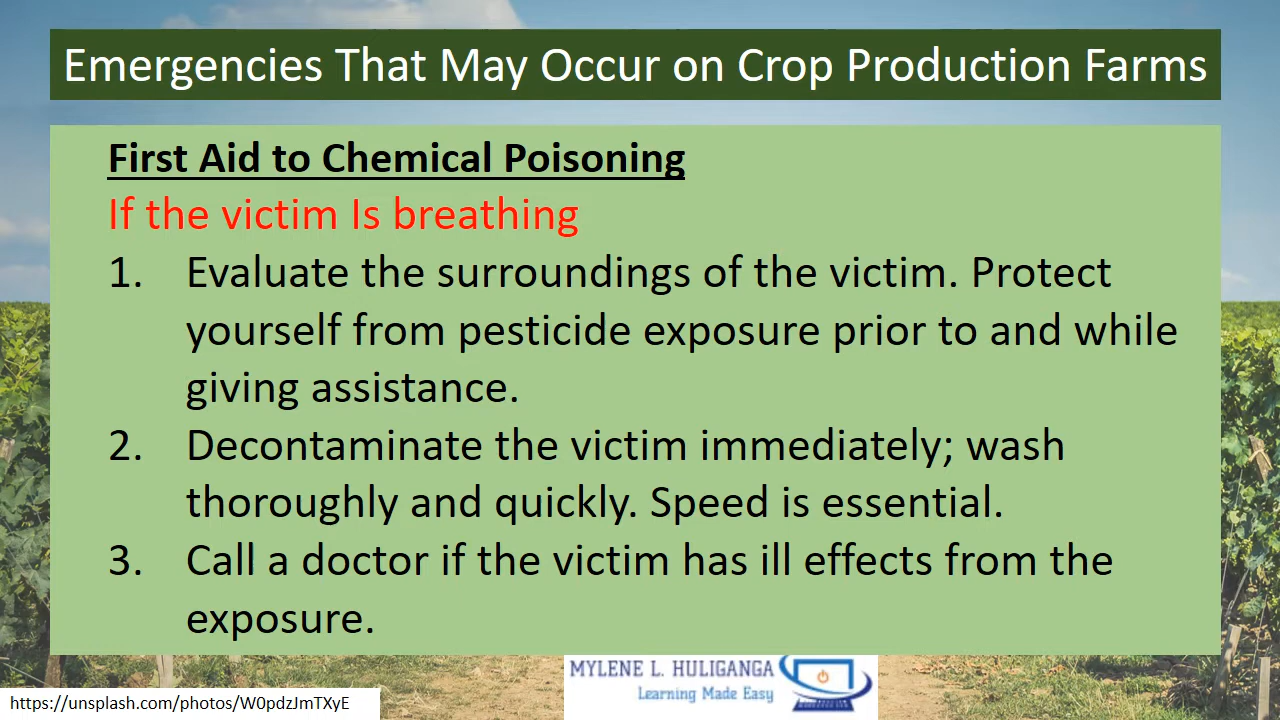 Emergencies That May Occur on Crop Production Farms
First Aid to Chemical Poisoning
If the victim Is breathing
1. Evaluate the surroundings of the victim. Protect
yourself from pesticide exposure prior to and while
giving assistance.
2. Decontaminate the victim immediately; wash
thoroughly and quickly. Speed is essential.
3. Call a doctor if the victim has ill effects from the
exposure.
MYLENE L. HULIGANGA
Learning Made Easy
https://unsplash.com/photos/W0pdzJmTXyE